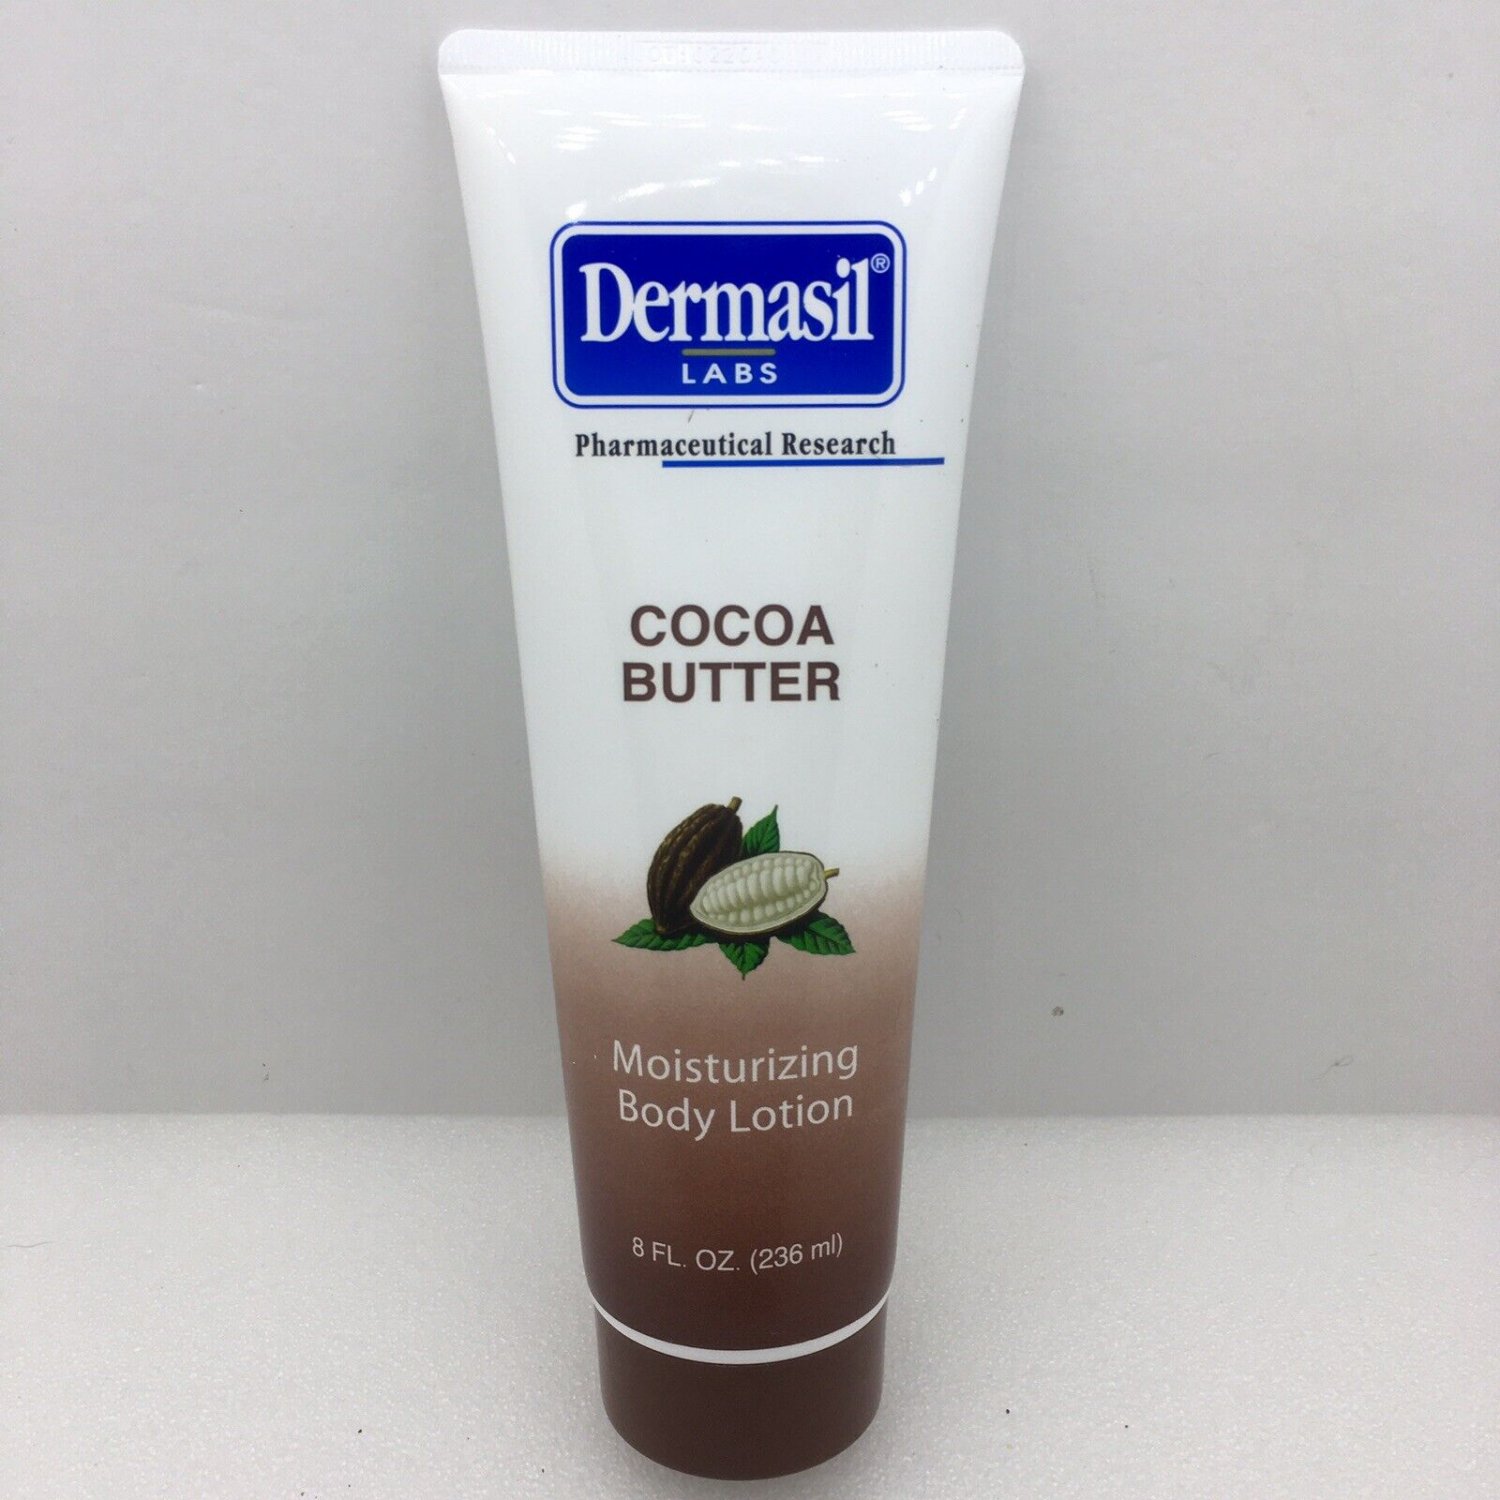 Dermasil®
LABS
Pharmaceutical Research
COCOA
BUTTER
Moisturizing
Body Lotion
8 FL. OZ. (236 ml)